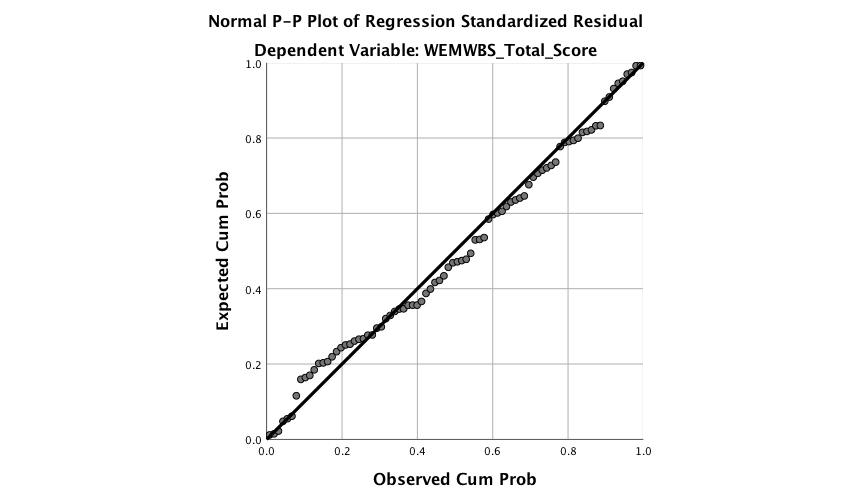 Normal P-P Plot of Regression Standardized Residual
Dependent Variable: WEMWBS_Total_Score
1.0
0.8
0.6
0.4
0.2
0.0
Expected Cum Prob
0.0 0.2 0.4 0.6 0.8 1.0
Observed Cum Prob